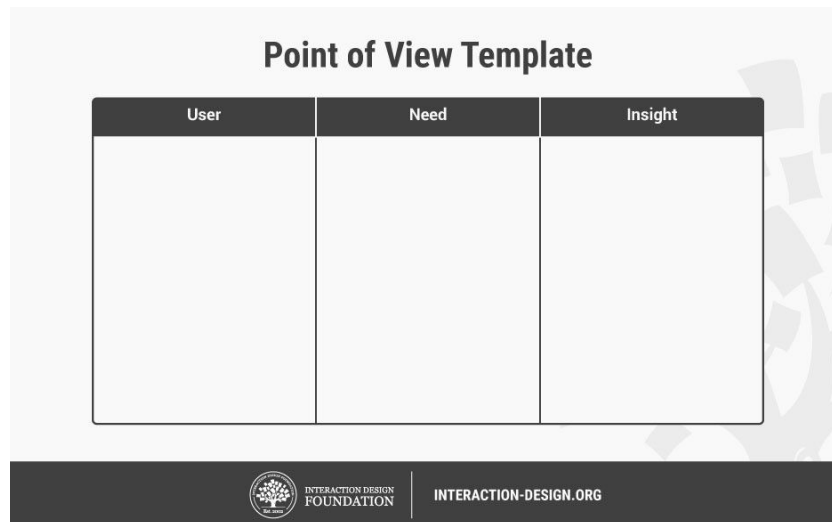 Point of View Template
User
Need
Insight
INTERACTION DESIGN
FOUNDATION
INTERACTION-DESIGN.ORG